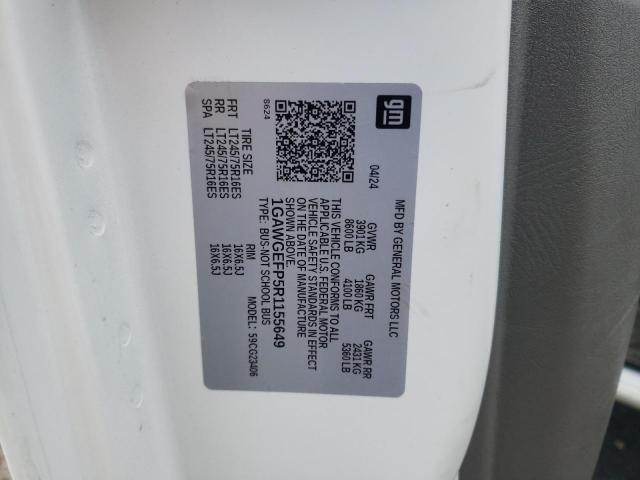 gm
MFD BY GENERAL MOTORS LLC
04/24
GVWR GAWR FRT GAWR RR
3901 KG 1860 KG 2431 KG
8600 LB 4100 LB 5360 LB
THIS VEHICLE CONFORMS TO ALL
APPLICABLE U.S. FEDERAL MOTOR
VEHICLE SAFETY STANDARDS IN EFFECT
ON THE DATE OF MANUFACTURE
SHOWN ABOVE.
1GAWGEFP5R1155649
TYPE: BUS-NOT SCHOOL BUS MODEL: 59CG23406
8624
TIRE SIZE RIM
FRT LT245/75R16ES 16X6.5J
RR LT245/75R16ES 16X6.5J
SPA LT245/75R16ES 16X6.5J